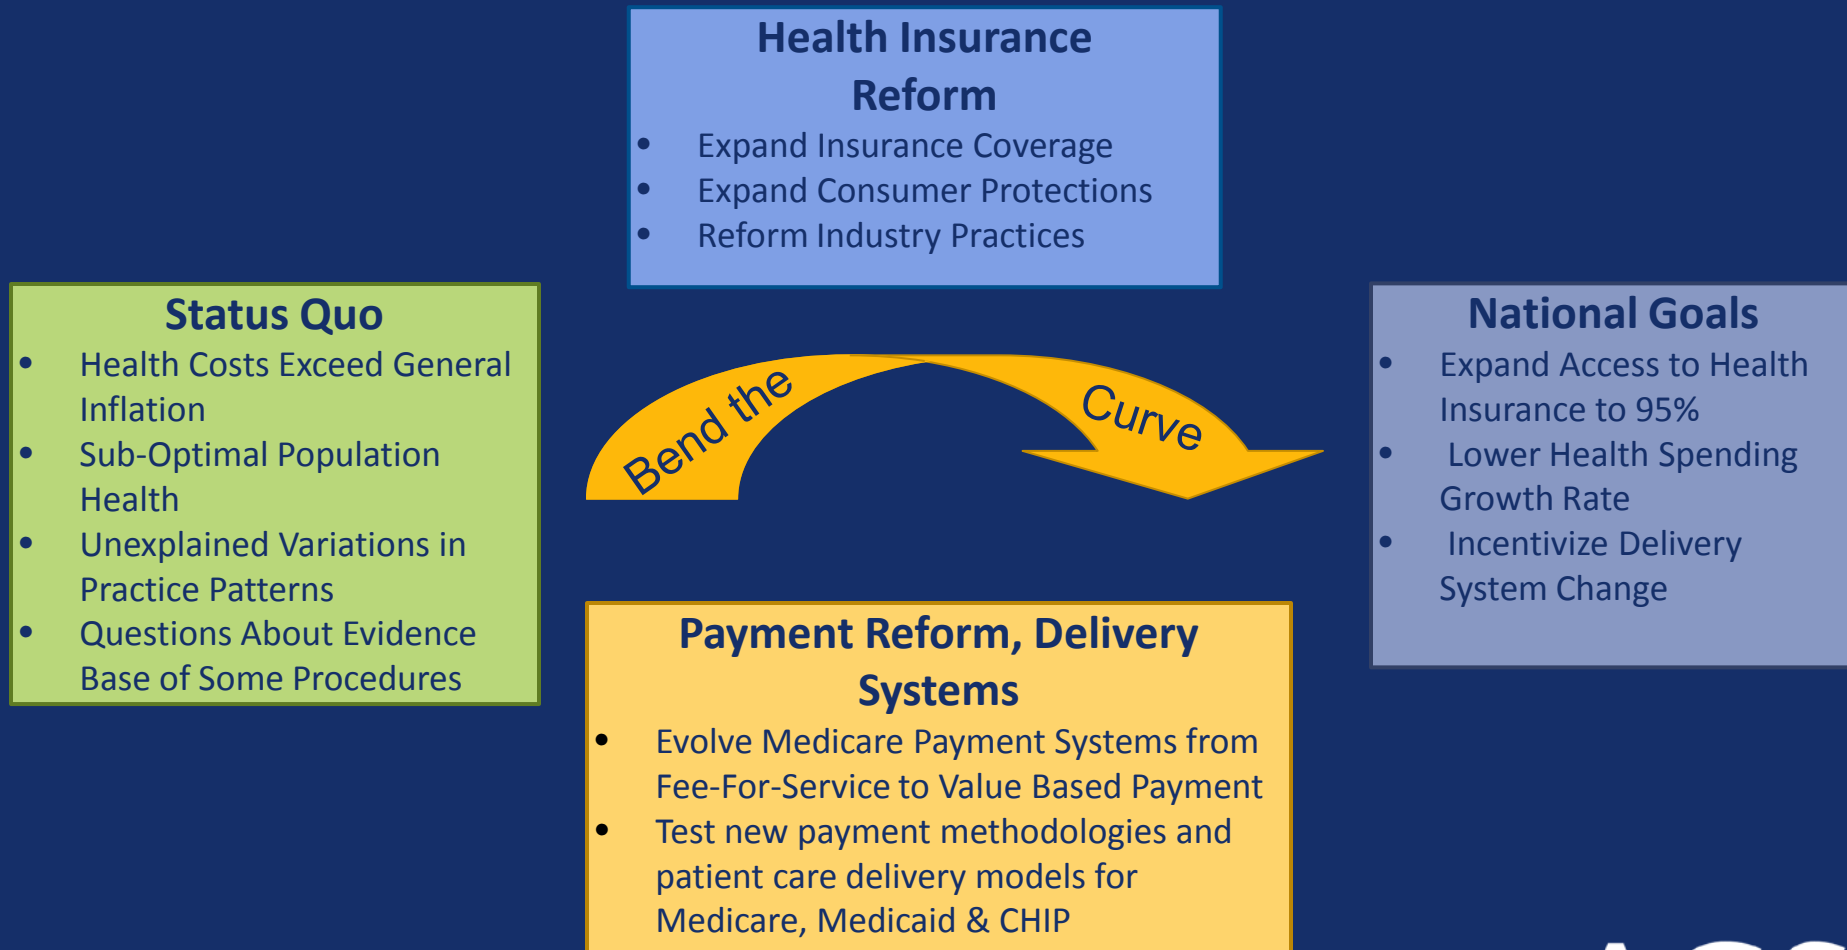 Health Insurance
Reform
• Expand Insurance Coverage
• Expand Consumer Protections
• Reform Industry Practices
Status Quo
• Health Costs Exceed General
Inflation
• Sub-Optimal Population
Health
• Unexplained Variations in
Practice Patterns
• Questions About Evidence
Base of Some Procedures
Bend the
Curve
National Goals
• Expand Access to Health
Insurance to 95%
• Lower Health Spending
Growth Rate
• Incentivize Delivery
System Change
Payment Reform, Delivery
Systems
• Evolve Medicare Payment Systems from
Fee-For-Service to Value Based Payment
• Test new payment methodologies and
patient care delivery models for
Medicare, Medicaid & CHIP